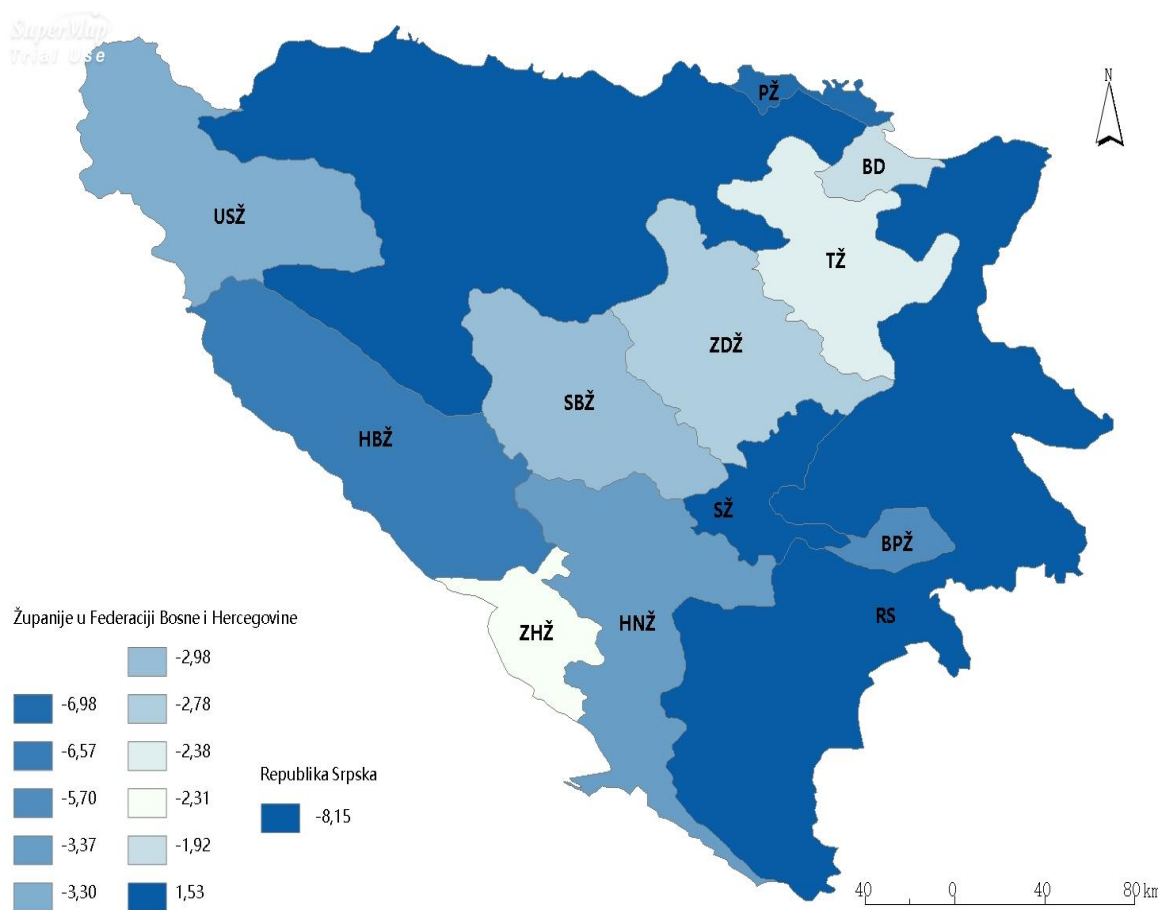 SuperMap
Trial Use
N
PŽ
BD
USŽ
TŽ
ZDŽ
SBŽ
HBŽ
SŽ
BPŽ
RS
HNŽ
ZHŽ
Županije u Federaciji Bosne i Hercegovine
-2,98
-6,98
-2,78
-6,57
-2,38
-5,70
-2,31
-3,37
-1,92
-3,30
1,53
Republika Srpska
-8,15
40 0 40 80 km